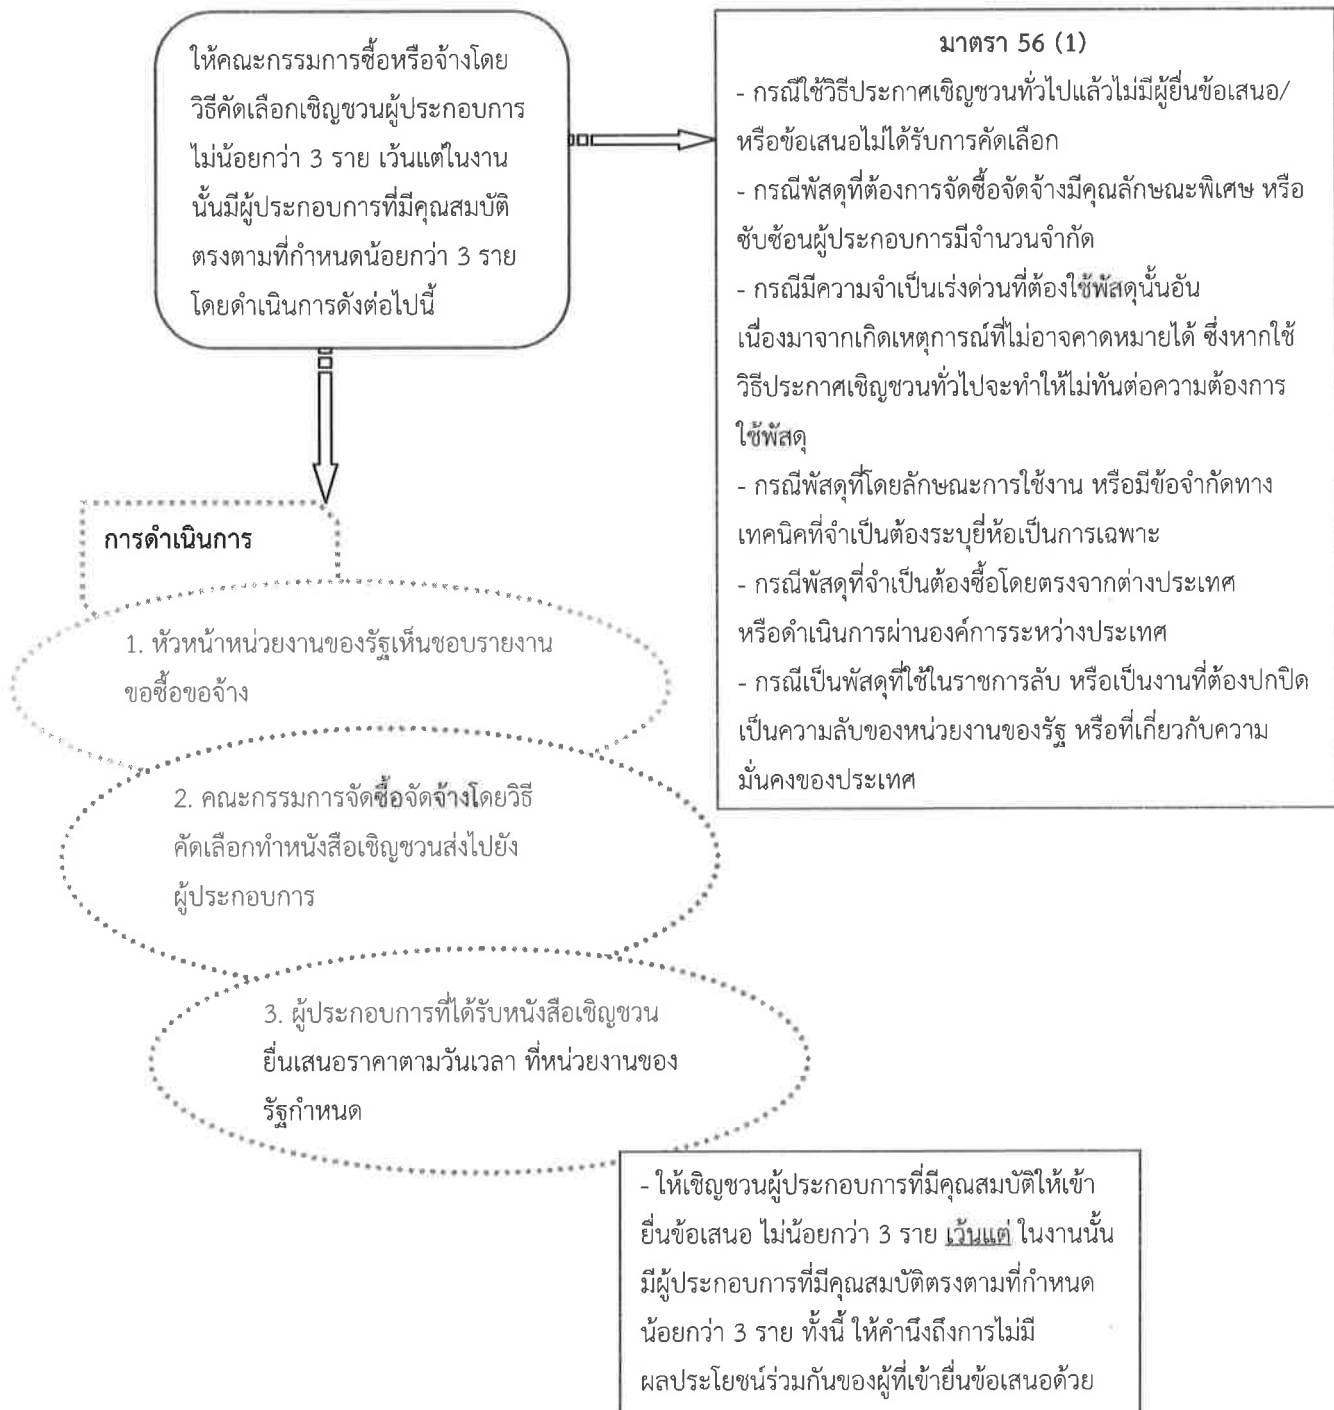 ให้คณะกรรมการซื้อหรือจ้างโดย
วิธีคัดเลือกเชิญชวนผู้ประกอบการ
ไม่น้อยกว่า 3 ราย เว้นแต่ในงาน
นั้นมีผู้ประกอบการที่มีคุณสมบัติ
ตรงตามที่กำหนดน้อยกว่า 3 ราย
โดยดำเนินการดังต่อไปนี้
มาตรา 56 (1)
- กรณีใช้วิธีประกาศเชิญชวนทั่วไปแล้วไม่มีผู้ยื่นข้อเสนอ/
หรือข้อเสนอไม่ได้รับการคัดเลือก
- กรณีพัสดุที่ต้องการจัดซื้อจัดจ้างมีคุณลักษณะพิเศษ หรือ
ซับซ้อนผู้ประกอบการมีจำนวนจำกัด
- กรณีมีความจำเป็นเร่งด่วนที่ต้องใช้พัสดุนั้นอัน
เนื่องมาจากเกิดเหตุการณ์ที่ไม่อาจคาดหมายได้ ซึ่งหากใช้
วิธีประกาศเชิญชวนทั่วไปจะทำให้ไม่ทันต่อความต้องการ
ใช้พัสดุ
- กรณีพัสดุที่โดยลักษณะการใช้งาน หรือมีข้อจำกัดทาง
เทคนิคที่จำเป็นต้องระบุยี่ห้อเป็นการเฉพาะ
- กรณีพัสดุที่จำเป็นต้องซื้อโดยตรงจากต่างประเทศ
หรือดำเนินการผ่านองค์การระหว่างประเทศ
- กรณีเป็นพัสดุที่ใช้ในราชการลับ หรือเป็นงานที่ต้องปกปิด
เป็นความลับของหน่วยงานของรัฐ หรือที่เกี่ยวกับความ
มั่นคงของประเทศ
การดำเนินการ
1. หัวหน้าหน่วยงานของรัฐเห็นชอบรายงาน
ขอซื้อขอจ้าง
2. คณะกรรมการจัดซื้อจัดจ้างโดยวิธี
คัดเลือกทำหนังสือเชิญชวนส่งไปยัง
ผู้ประกอบการ
3. ผู้ประกอบการที่ได้รับหนังสือเชิญชวน
ยื่นเสนอราคาตามวันเวลา ที่หน่วยงานของ
รัฐกำหนด
- ให้เชิญชวนผู้ประกอบการที่มีคุณสมบัติให้เข้า
ยื่นข้อเสนอ ไม่น้อยกว่า 3 ราย เว้นแต่ ในงานนั้น
มีผู้ประกอบการที่มีคุณสมบัติตรงตามที่กำหนด
น้อยกว่า 3 ราย ทั้งนี้ ให้คำนึงถึงการไม่มี
ผลประโยชน์ร่วมกันของผู้ที่เข้ายื่นข้อเสนอด้วย